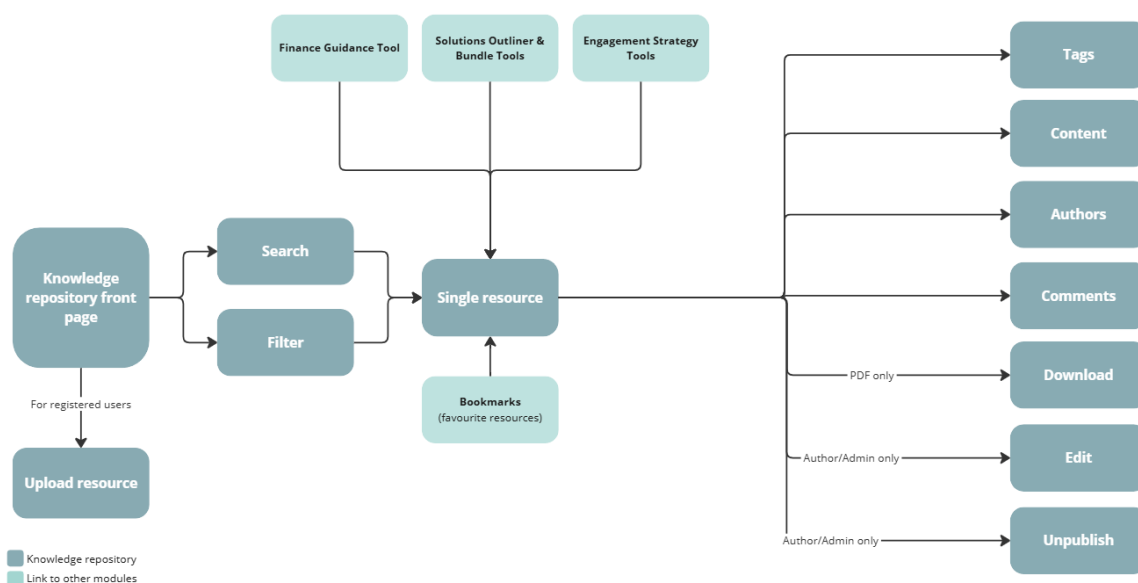 Finance Guidance Tool
Solutions Outliner &
Bundle Tools
Engagement Strategy
Tools
Tags
Content
Authors
Comments
Download
Edit
Unpublish
Search
Filter
Knowledge
repository front
page
Single resource
PDF only
Author/Admin only
Author/Admin only
Bookmarks
(favourite resources)
For registered users
Upload resource
Knowledge repository
Link to other modules